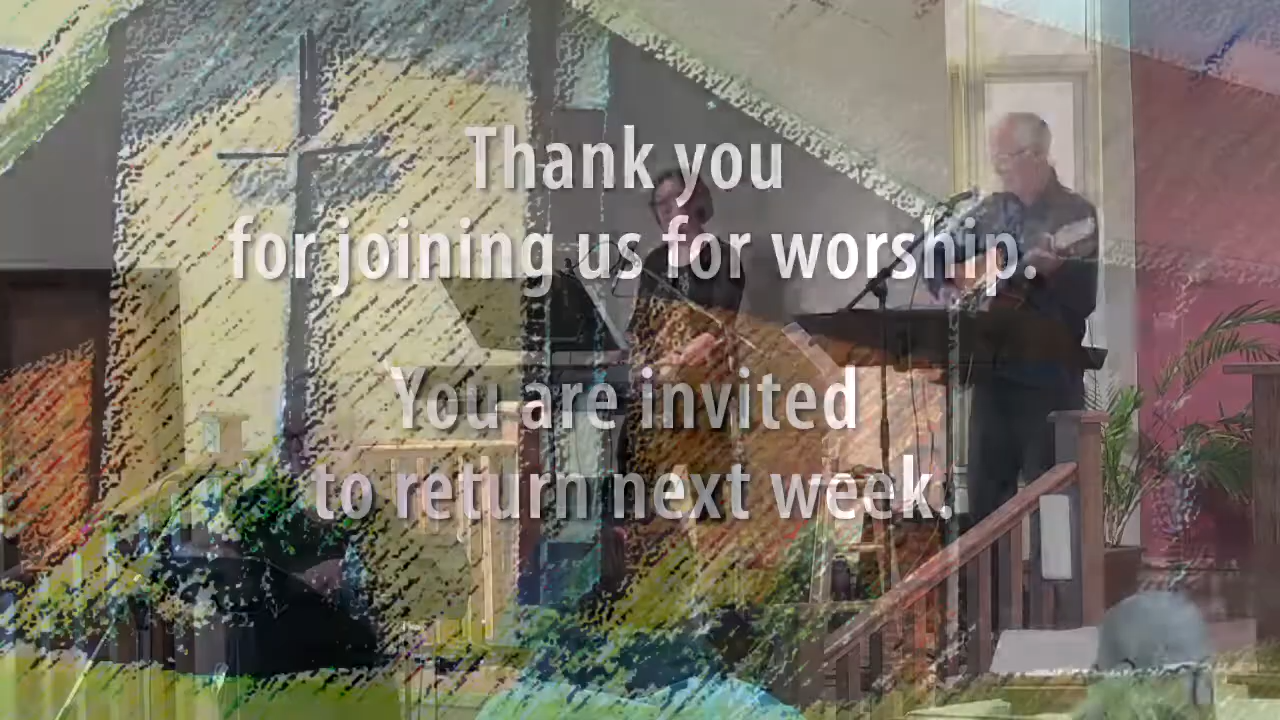 Thank you
for joining us for worship.
You are invited
to return next week.